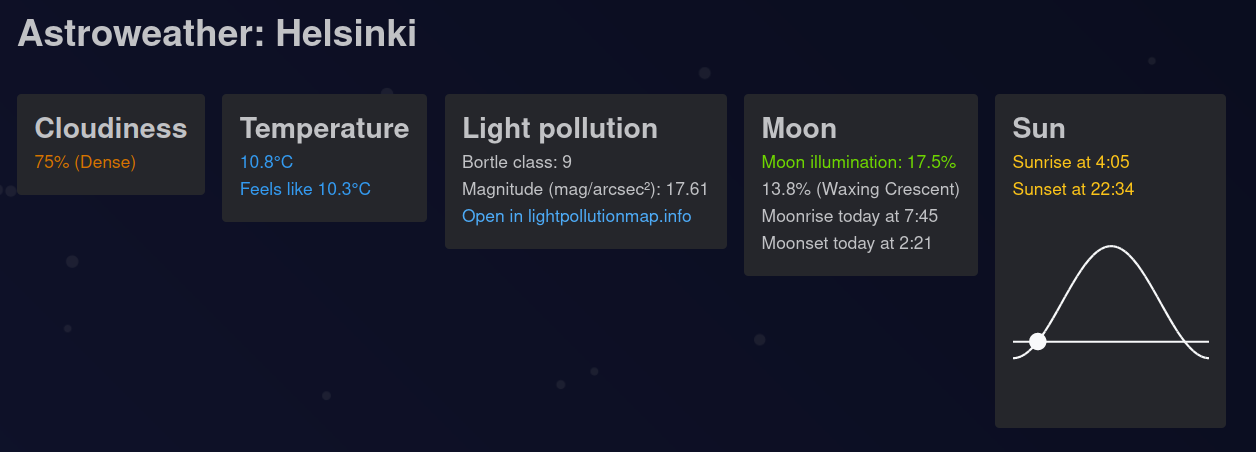 Astroweather: Helsinki
Cloudiness
75% (Dense)
Temperature
10.8°C
Feels like 10.3°C
Light pollution
Bortle class: 9
Magnitude (mag/arcsec²): 17.61
Open in lightpollutionmap.info
Moon
Moon illumination: 17.5%
13.8% (Waxing Crescent)
Moonrise today at 7:45
Moonset today at 2:21
Sun
Sunrise at 4:05
Sunset at 22:34